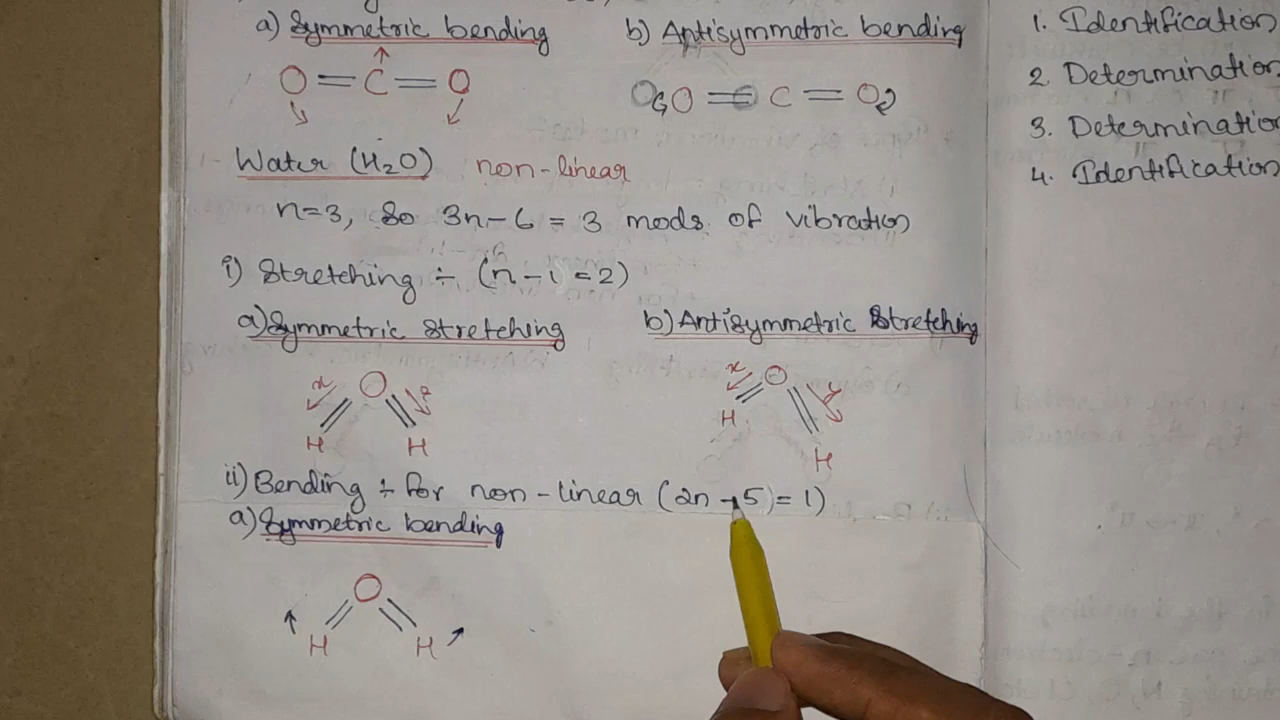 a) Symmetric bending
b) Antisymmetric bending
O = C = O
O = C = O
Water (H₂O) non-linear
n=3, So 3n-6 = 3 mods of vibration
i) Stretching ÷ (n-1=2)
a) Symmetric Stretching
b) Antisymmetric Stretching
x O
H H
x O
H H
ii) Bending ÷ for non-linear (2n-5)=1)
a) Symmetric bending
O
H H
1. Identification
2. Determination
3. Determination
4. Identification